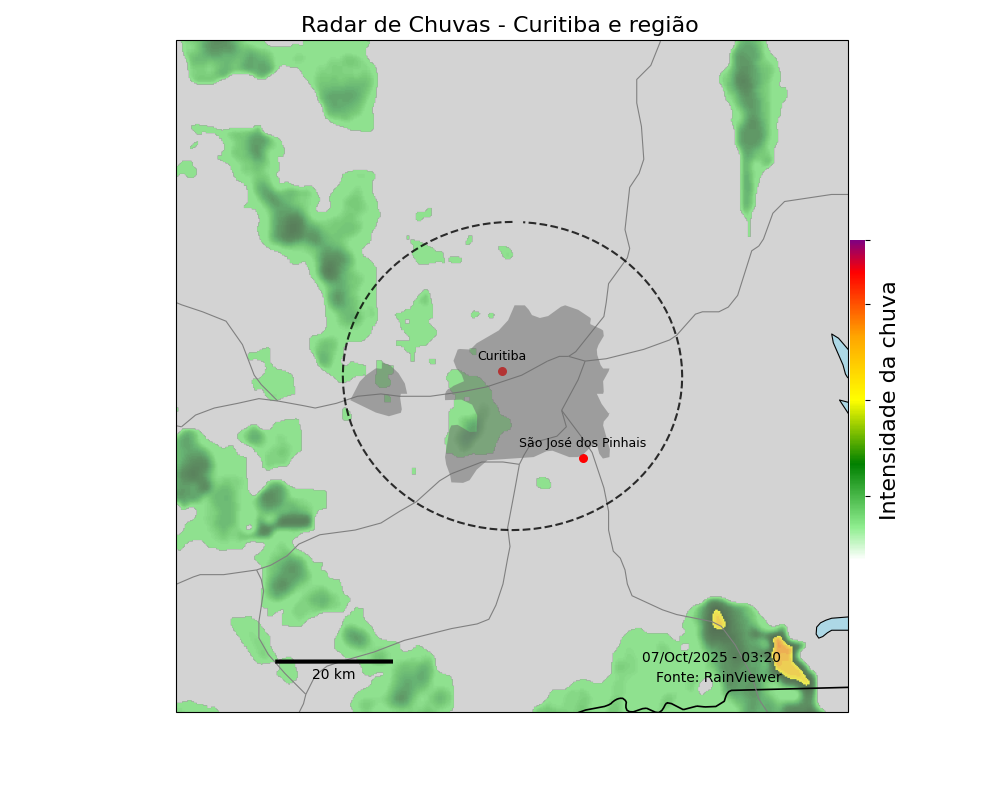 Radar de Chuvas - Curitiba e região
Curitiba
São José dos Pinhais
Intensidade da chuva
07/Oct/2025 - 03:20
Fonte: RainViewer
20 km